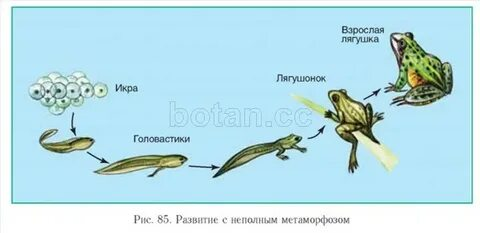 Взрослая
лягушка
Лягушонок
Икра
botan.cc
Головастики
Рис. 85. Развитие с неполным метаморфозом